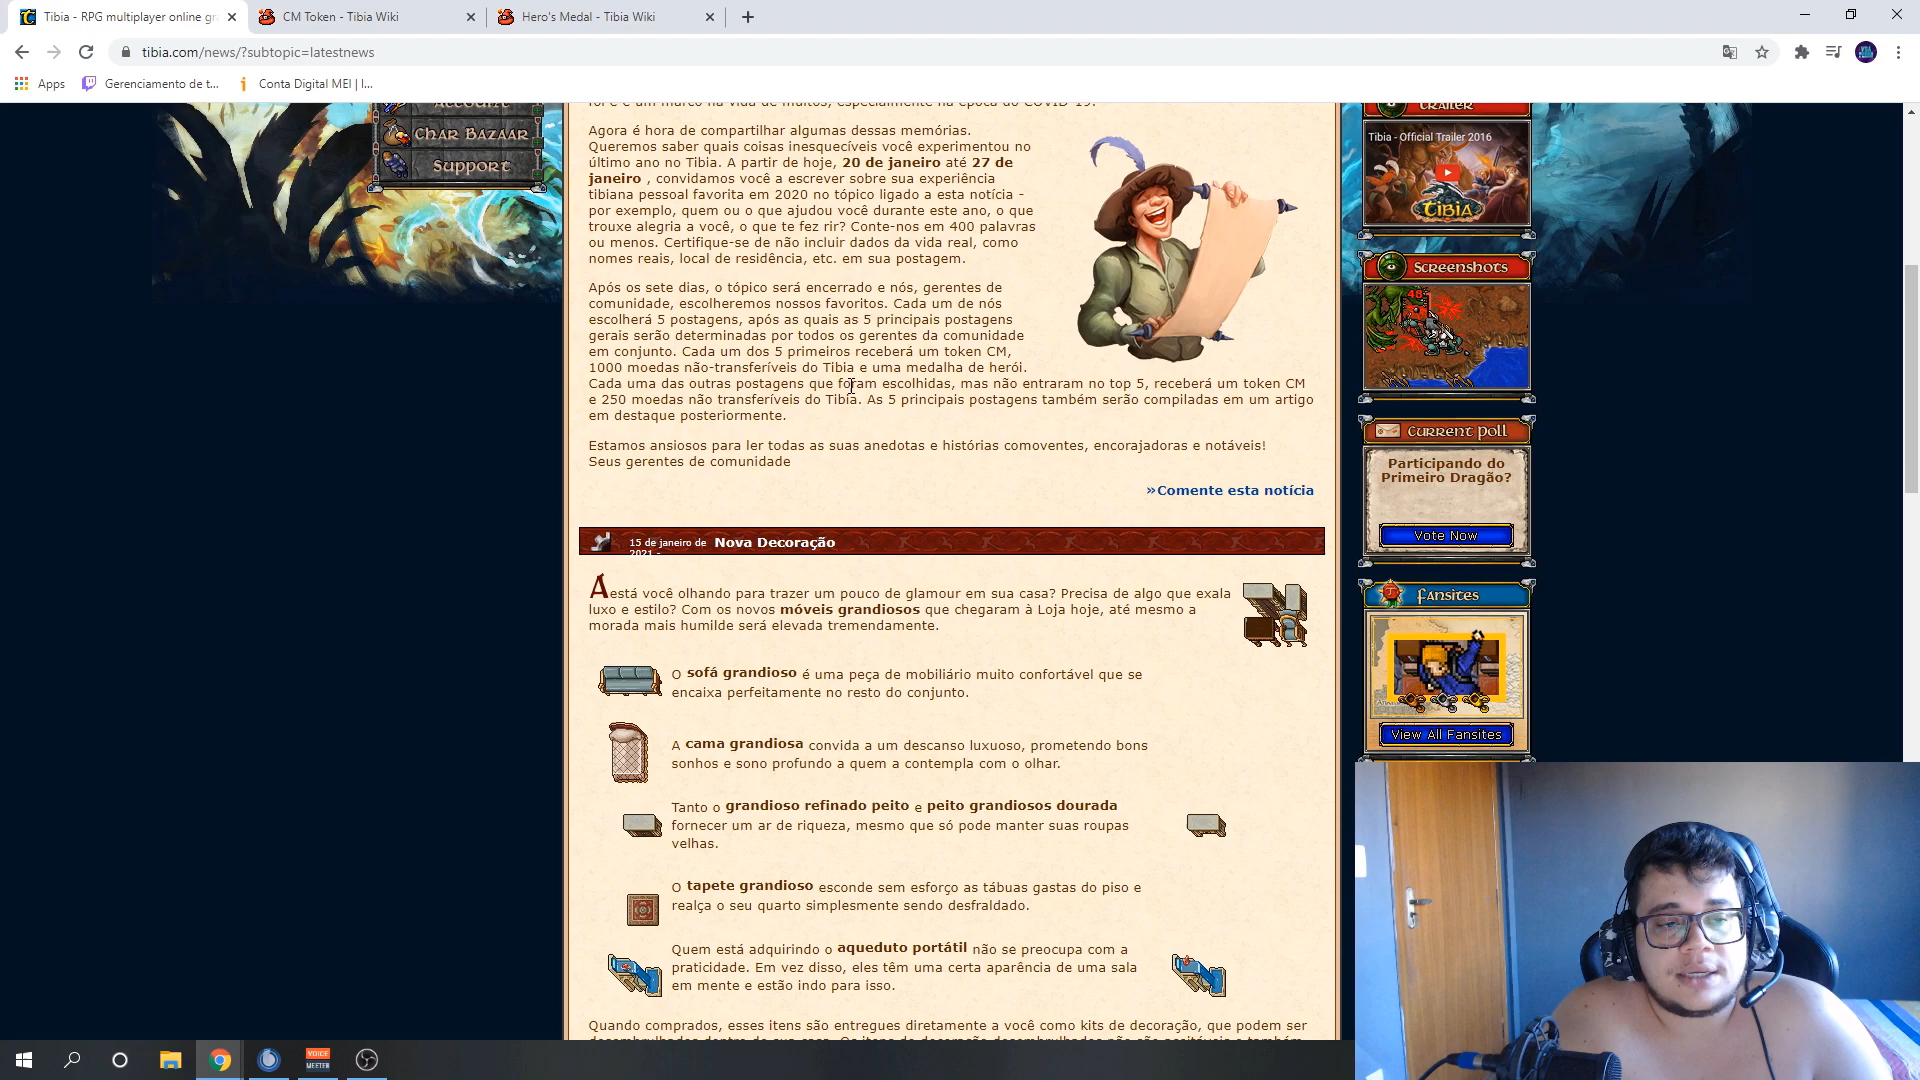 Tibia - RPG multiplayer online gr
CM Token - Tibia Wiki
Hero's Medal - Tibia Wiki
tibia.com/news/?subtopic=latestnews
Apps
Gerenciamento de t...
Conta Digital MEI | I...
Account
Char Bazaar
Support
foi e é um marco na vida de muitos, especialmente na época do COVID-19.
Agora é hora de compartilhar algumas dessas memórias.
Queremos saber quais coisas inesquecíveis você experimentou no
último ano no Tibia. A partir de hoje, 20 de janeiro até 27 de
janeiro , convidamos você a escrever sobre sua experiência
tibiana pessoal favorita em 2020 no tópico ligado a esta notícia -
por exemplo, quem ou o que ajudou você durante este ano, o que
trouxe alegria a você, o que te fez rir? Conte-nos em 400 palavras
ou menos. Certifique-se de não incluir dados da vida real, como
nomes reais, local de residência, etc. em sua postagem.
Após os sete dias, o tópico será encerrado e nós, gerentes de
comunidade, escolheremos nossos favoritos. Cada um de nós
escolherá 5 postagens, após as quais as 5 principais postagens
gerais serão determinadas por todos os gerentes da comunidade
em conjunto. Cada um dos 5 primeiros receberá um token CM,
1000 moedas não-transferíveis do Tibia e uma medalha de herói.
Cada uma das outras postagens que foram escolhidas, mas não entraram no top 5, receberá um token CM
e 250 moedas não transferíveis do Tibia. As 5 principais postagens também serão compiladas em um artigo
em destaque posteriormente.
Estamos ansiosos para ler todas as suas anedotas e histórias comoventes, encorajadoras e notáveis!
Seus gerentes de comunidade
»Comente esta notícia
15 de janeiro de
2021 -
Nova Decoração
A está você olhando para trazer um pouco de glamour em sua casa? Precisa de algo que exala
luxo e estilo? Com os novos móveis grandiosos que chegaram à Loja hoje, até mesmo a
morada mais humilde será elevada tremendamente.
O sofá grandioso é uma peça de mobiliário muito confortável que se
encaixa perfeitamente no resto do conjunto.
A cama grandiosa convida a um descanso luxuoso, prometendo bons
sonhos e sono profundo a quem a contempla com o olhar.
Tanto o grandioso refinado peito e peito grandiosos dourada
fornecer um ar de riqueza, mesmo que só pode manter suas roupas
velhas.
O tapete grandioso esconde sem esforço as tábuas gastas do piso e
realça o seu quarto simplesmente sendo desfraldado.
Quem está adquirindo o aqueduto portátil não se preocupa com a
praticidade. Em vez disso, eles têm uma certa aparência de uma sala
em mente e estão indo para isso.
Quando comprados, esses itens são entregues diretamente a você como kits de decoração, que podem ser
Trailer
Tibia - Official Trailer 2016
TIBIA
Screenshots
48
Current Poll
Participando do
Primeiro Dragão?
Vote Now
Fansites
View All Fansites
VOICE
MEETER